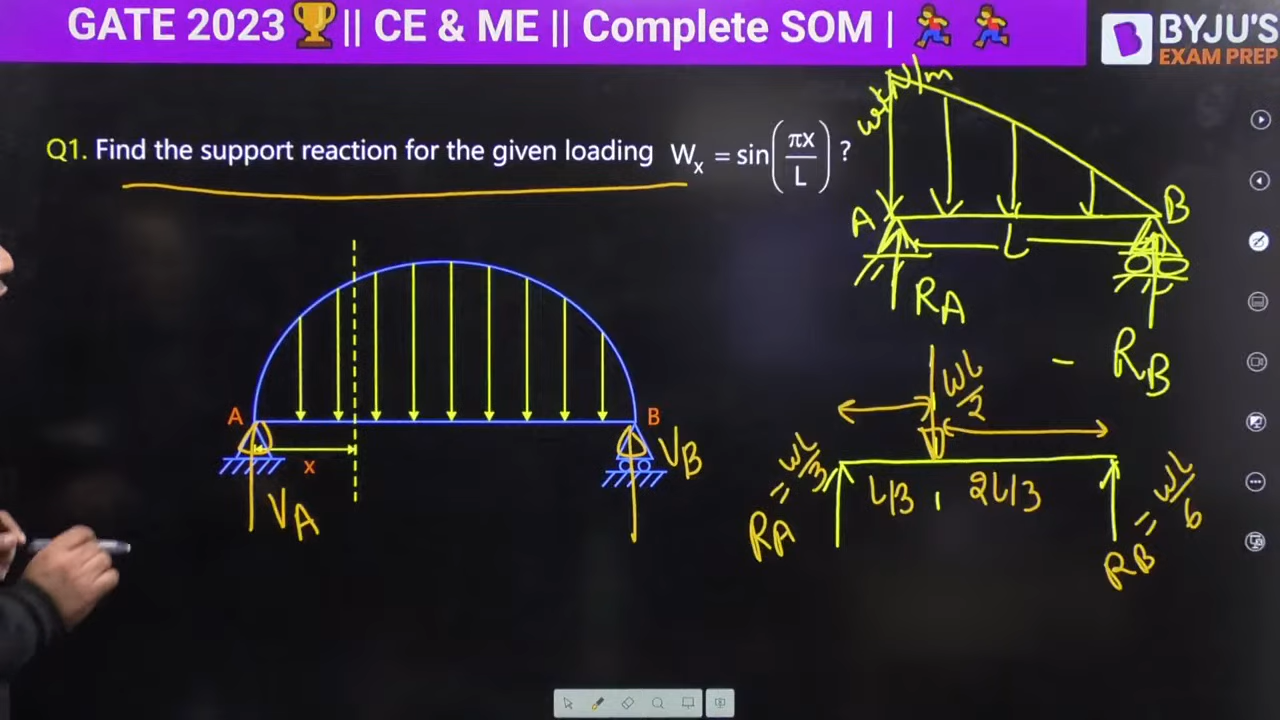 GATE 2023🏆|| CE & ME || Complete SOM | 🏃 🏃
BYJU'S
EXAM PREP
Q1. Find the support reaction for the given loading Wₓ = sin(πx/L) ?
N/m
A
B
L
RA
RB
A
B
x
VA
VB
WL/2
L/3
2L/3
RA = WL/3
RB = WL/6